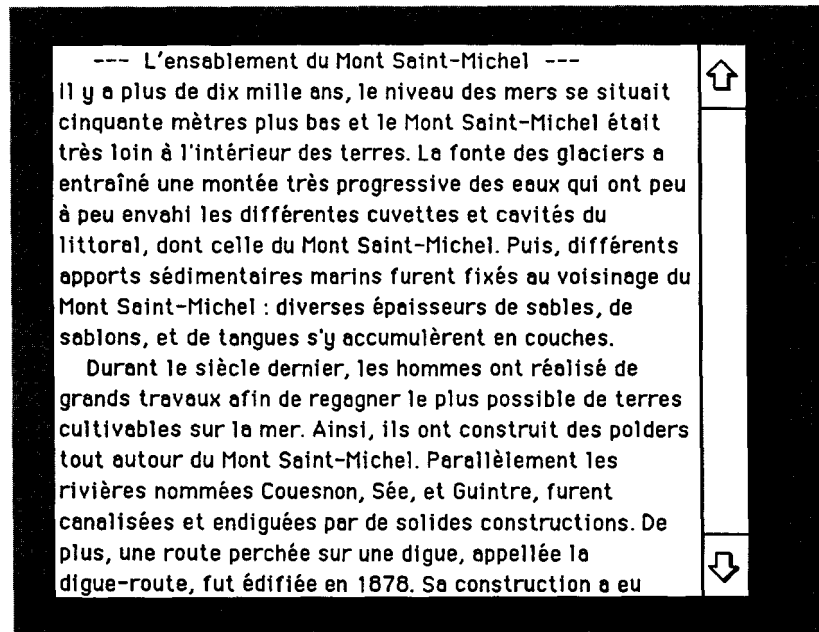 --- L'ensablement du Mont Saint-Michel ---
Il y a plus de dix mille ans, le niveau des mers se situait
cinquante mètres plus bas et le Mont Saint-Michel était
très loin à l'intérieur des terres. La fonte des glaciers a
entraîné une montée très progressive des eaux qui ont peu
à peu envahi les différentes cuvettes et cavités du
littoral, dont celle du Mont Saint-Michel. Puis, différents
apports sédimentaires marins furent fixés au voisinage du
Mont Saint-Michel : diverses épaisseurs de sables, de
sablons, et de tangues s'y accumulèrent en couches.
Durant le siècle dernier, les hommes ont réalisé de
grands travaux afin de regagner le plus possible de terres
cultivables sur la mer. Ainsi, ils ont construit des polders
tout autour du Mont Saint-Michel. Parallèlement les
rivières nommées Couesnon, Sée, et Guintre, furent
canalisées et endiguées par de solides constructions. De
plus, une route perchée sur une digue, appellée la
digue-route, fut édifiée en 1878. Sa construction a eu